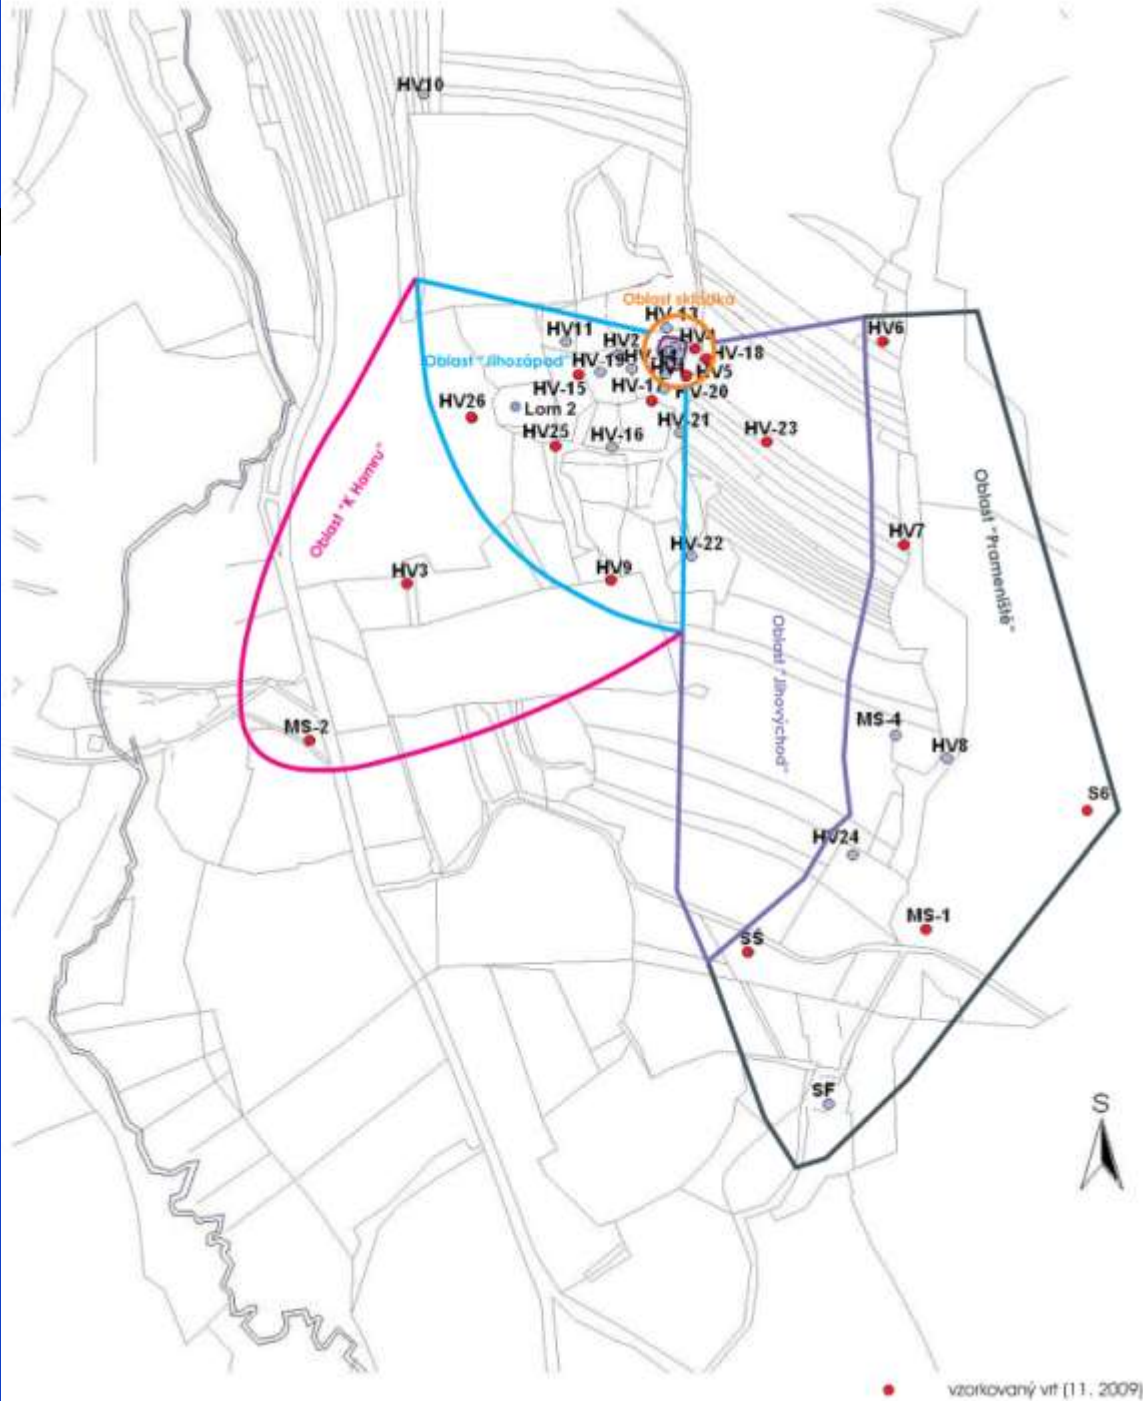 HV10
Oblast skládka
HV-13
HV11
HV2
HV6
HV-18
Oblast "Jihozápad"
HV-19
HV5
HV-15
HV-17
HV-20
HV26
Lom 2
HV-21
HV25
HV-16
HV-23
Oblast "K Hamru"
Oblast "Prameniště"
HV7
HV-22
HV3
HV9
Oblast "Jihovýchod"
MS-2
MS-4
HV8
S6
HV24
MS-1
SF
S
vzorkovaný vrt (11. 2009)